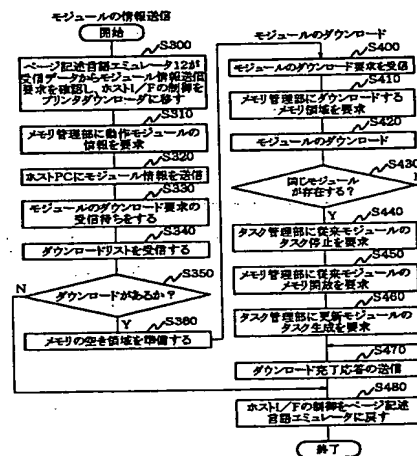 モジュールの情報送信
開始
S300
ページ記述言語エミュレータ12が
受信データからモジュール情報送信
要求を確認し、ホストI/Fの制御を
プリンタダウンローダに移す
S310
メモリ管理部に動作モジュールの
情報を要求
S320
ホストPCにモジュール情報を送信
S330
モジュールのダウンロード要求の
受信待ちをする
S340
ダウンロードリストを受信する
S350
ダウンロードがあるか?
N
Y
S360
メモリの空き領域を準備する
モジュールのダウンロード
S400
モジュールのダウンロード要求を受信
S410
メモリ管理部にダウンロードする
メモリ領域を要求
S420
モジュールのダウンロード
S430
同じモジュール
が存在する?
Y
S440
タスク管理部に従来モジュールの
タスク停止を要求
S450
メモリ管理部に従来モジュールの
メモリ開放を要求
S460
タスク管理部に更新モジュールの
タスク生成を要求
S470
ダウンロード完了応答の送信
S480
ホストI/Fの制御をページ記述
言語エミュレータに戻す
終了